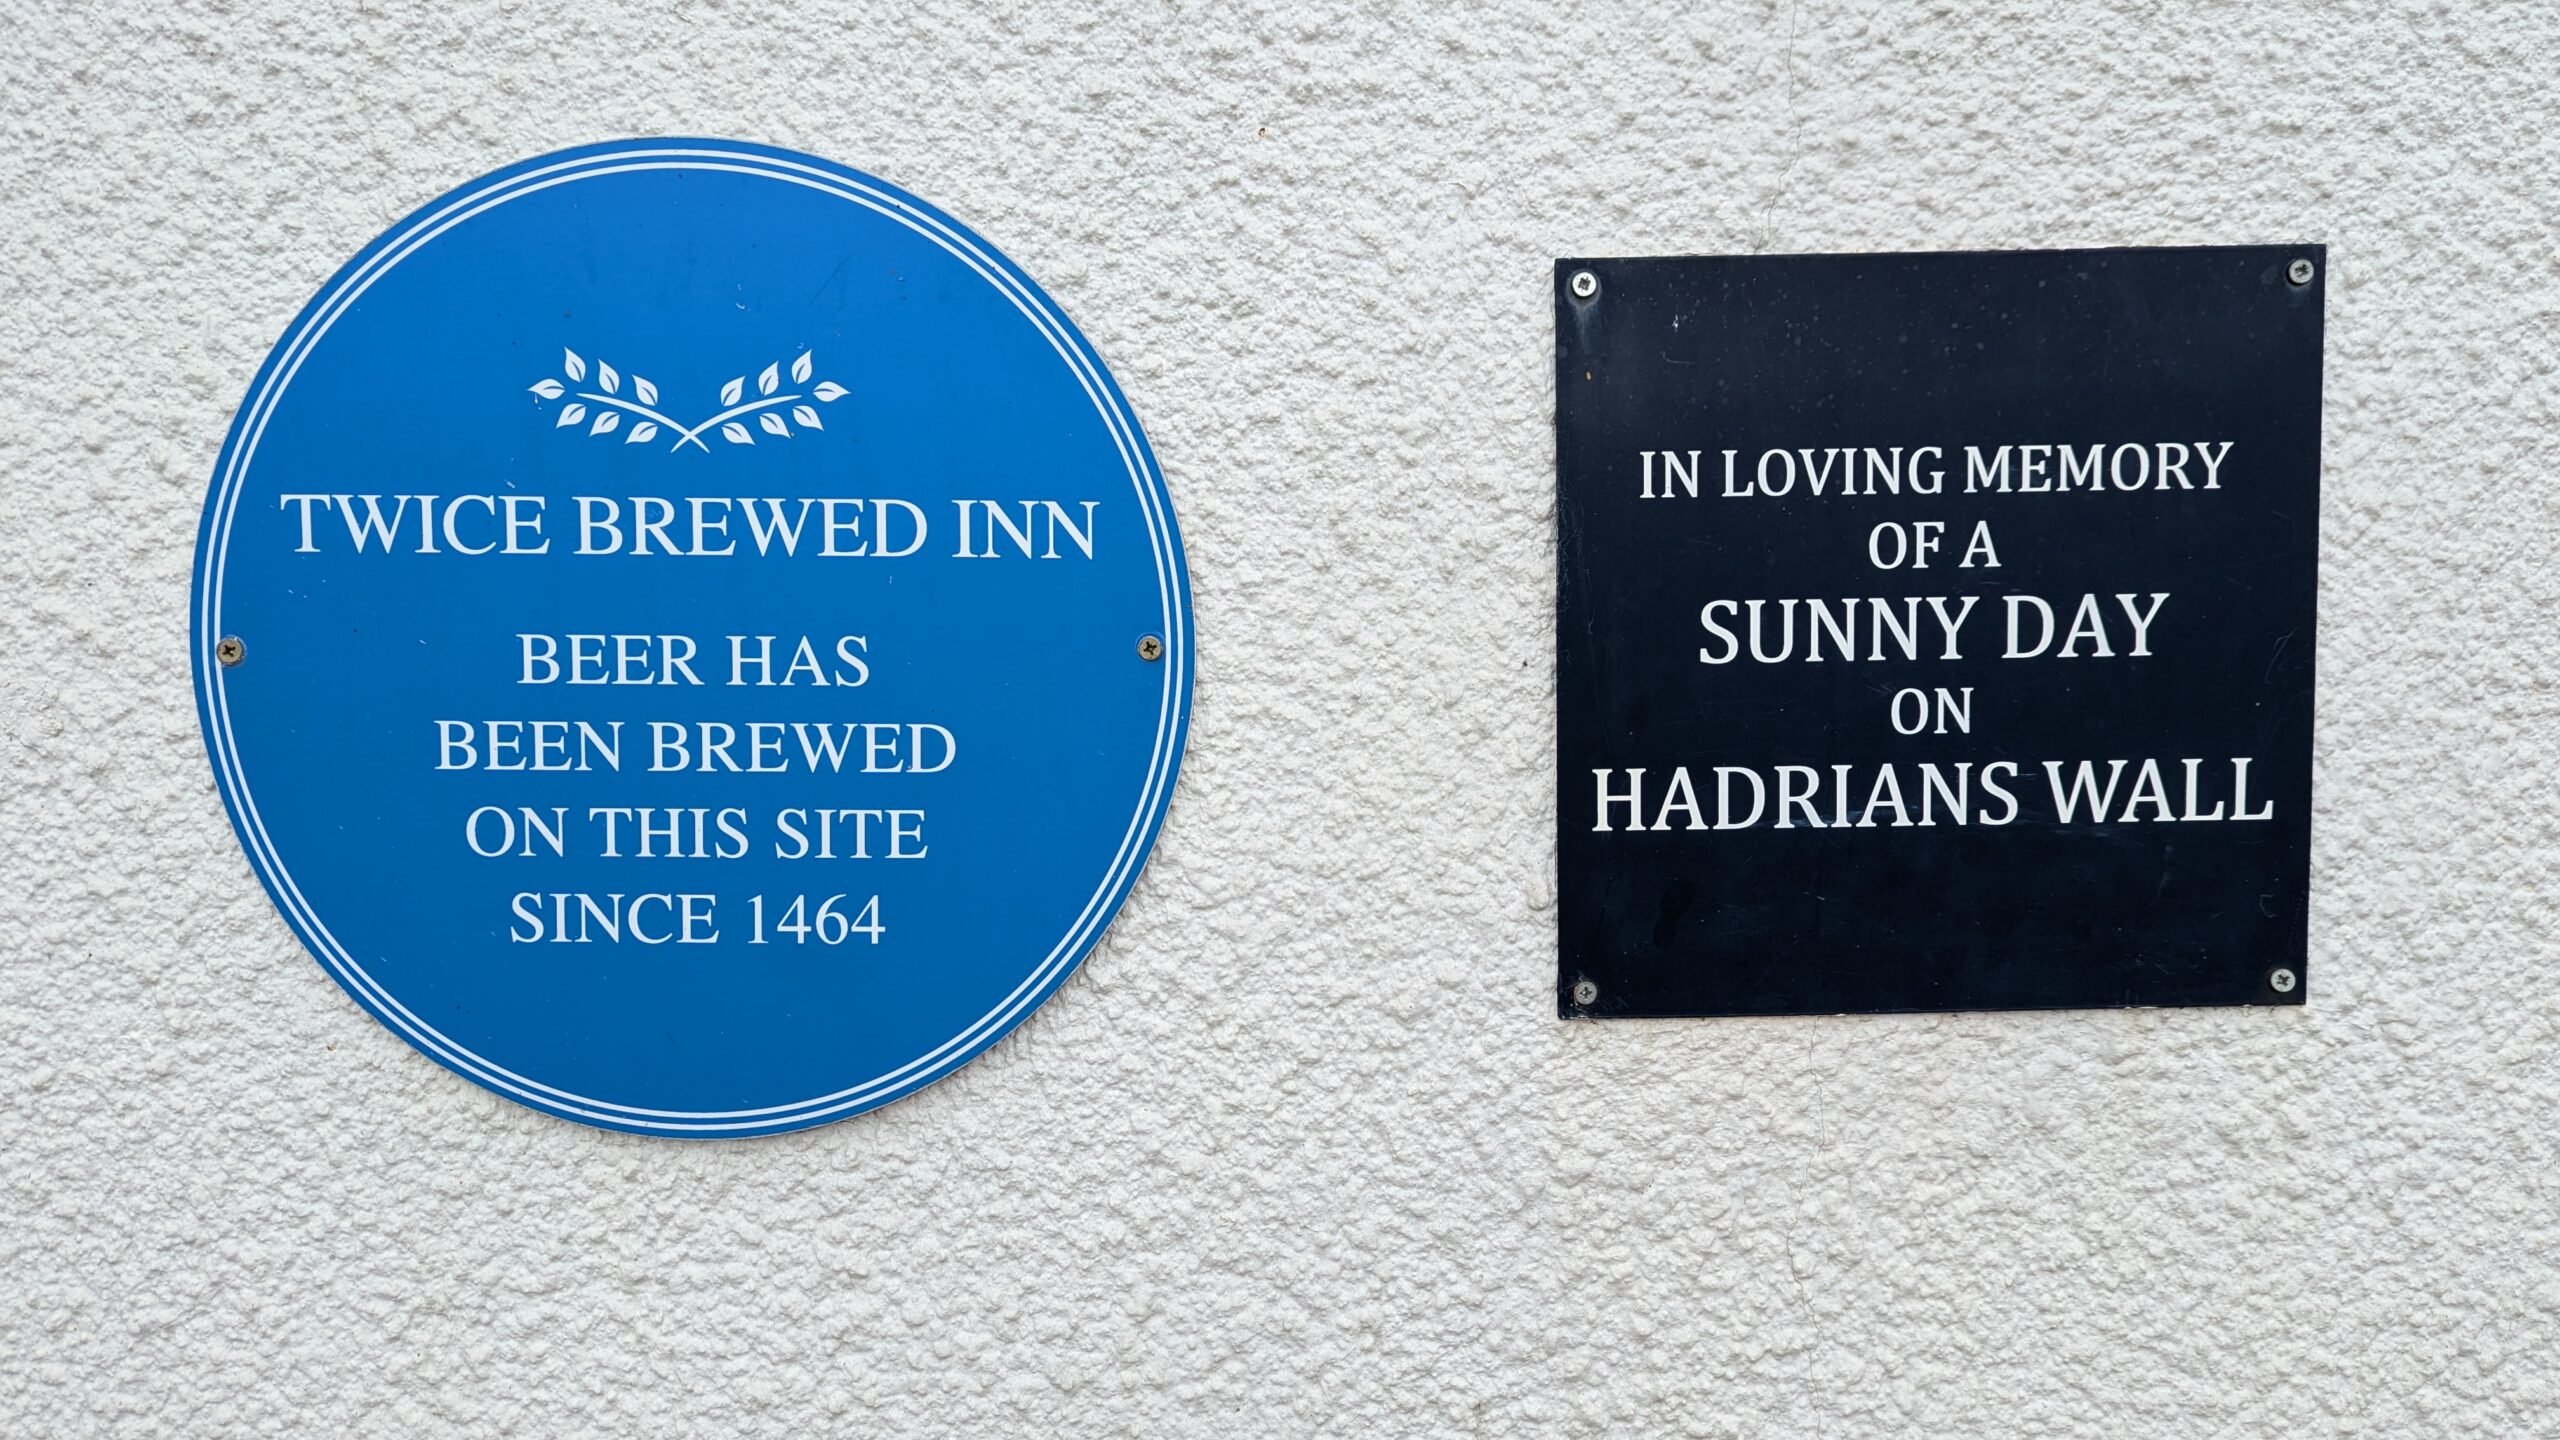 TWICE BREWED INN
BEER HAS
BEEN BREWED
ON THIS SITE
SINCE 1464
IN LOVING MEMORY
OF A
SUNNY DAY
ON
HADRIANS WALL